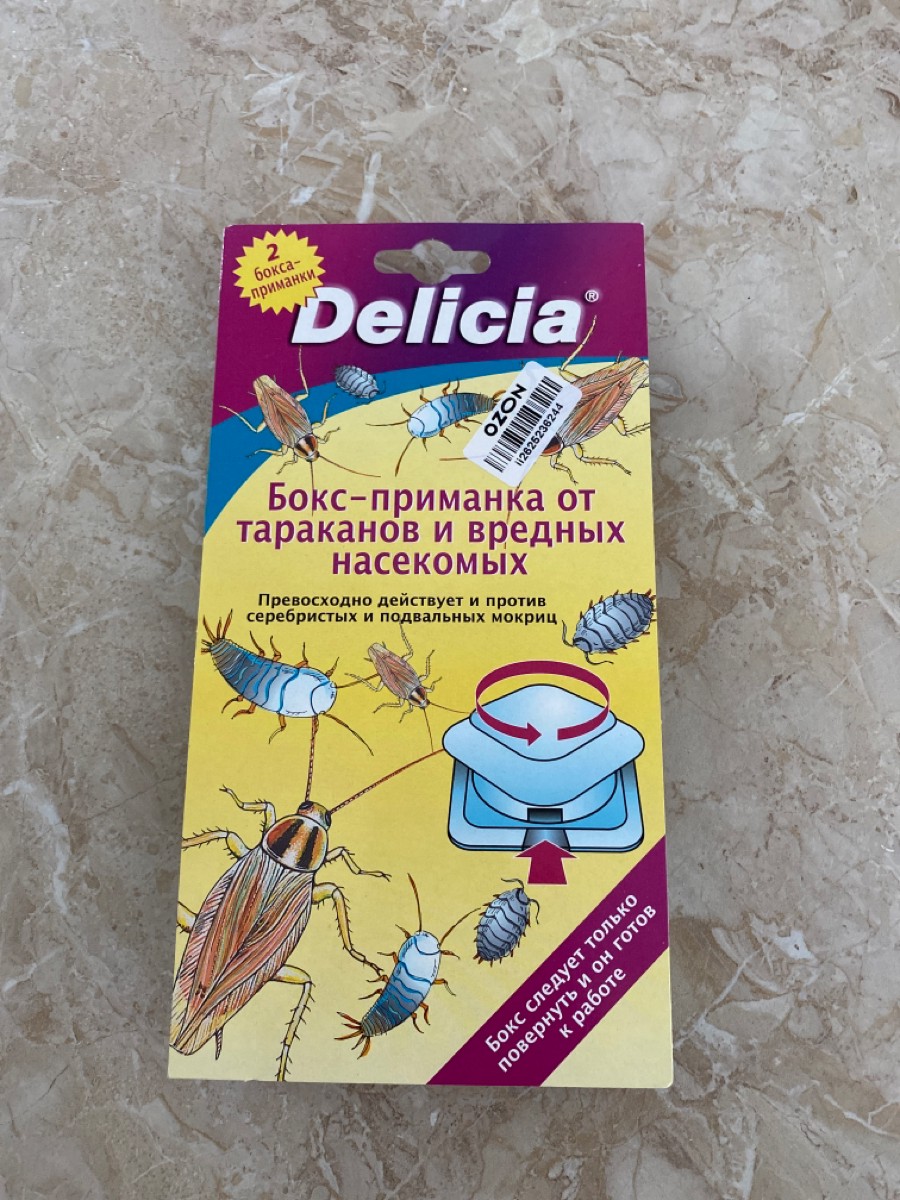 2
бокса-
приманки
Delicia®
OZON
ii2625236244
Бокс-приманка от
тараканов и вредных
насекомых
Превосходно действует и против
серебристых и подвальных мокриц
Бокс следует только
повернуть и он готов
к работе